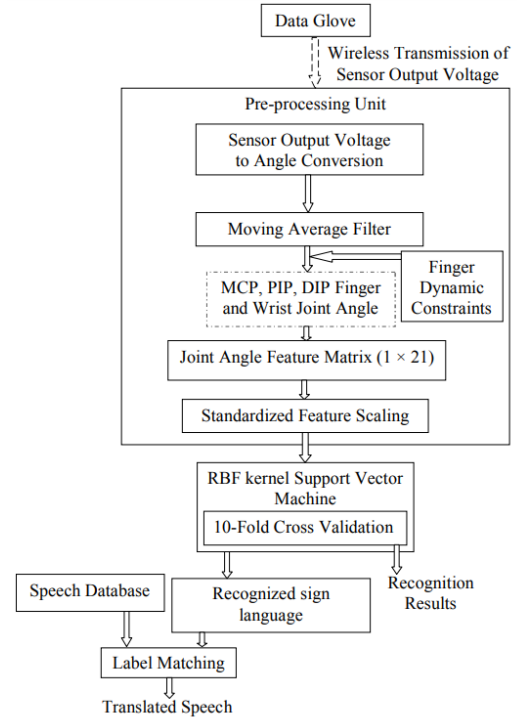 Data Glove
Wireless Transmission of
Sensor Output Voltage
Pre-processing Unit
Sensor Output Voltage
to Angle Conversion
Moving Average Filter
MCP, PIP, DIP Finger
and Wrist Joint Angle
Finger
Dynamic
Constraints
Joint Angle Feature Matrix (1 × 21)
Standardized Feature Scaling
RBF kernel Support Vector
Machine
10-Fold Cross Validation
Recognition
Results
Speech Database
Recognized sign
language
Label Matching
Translated Speech